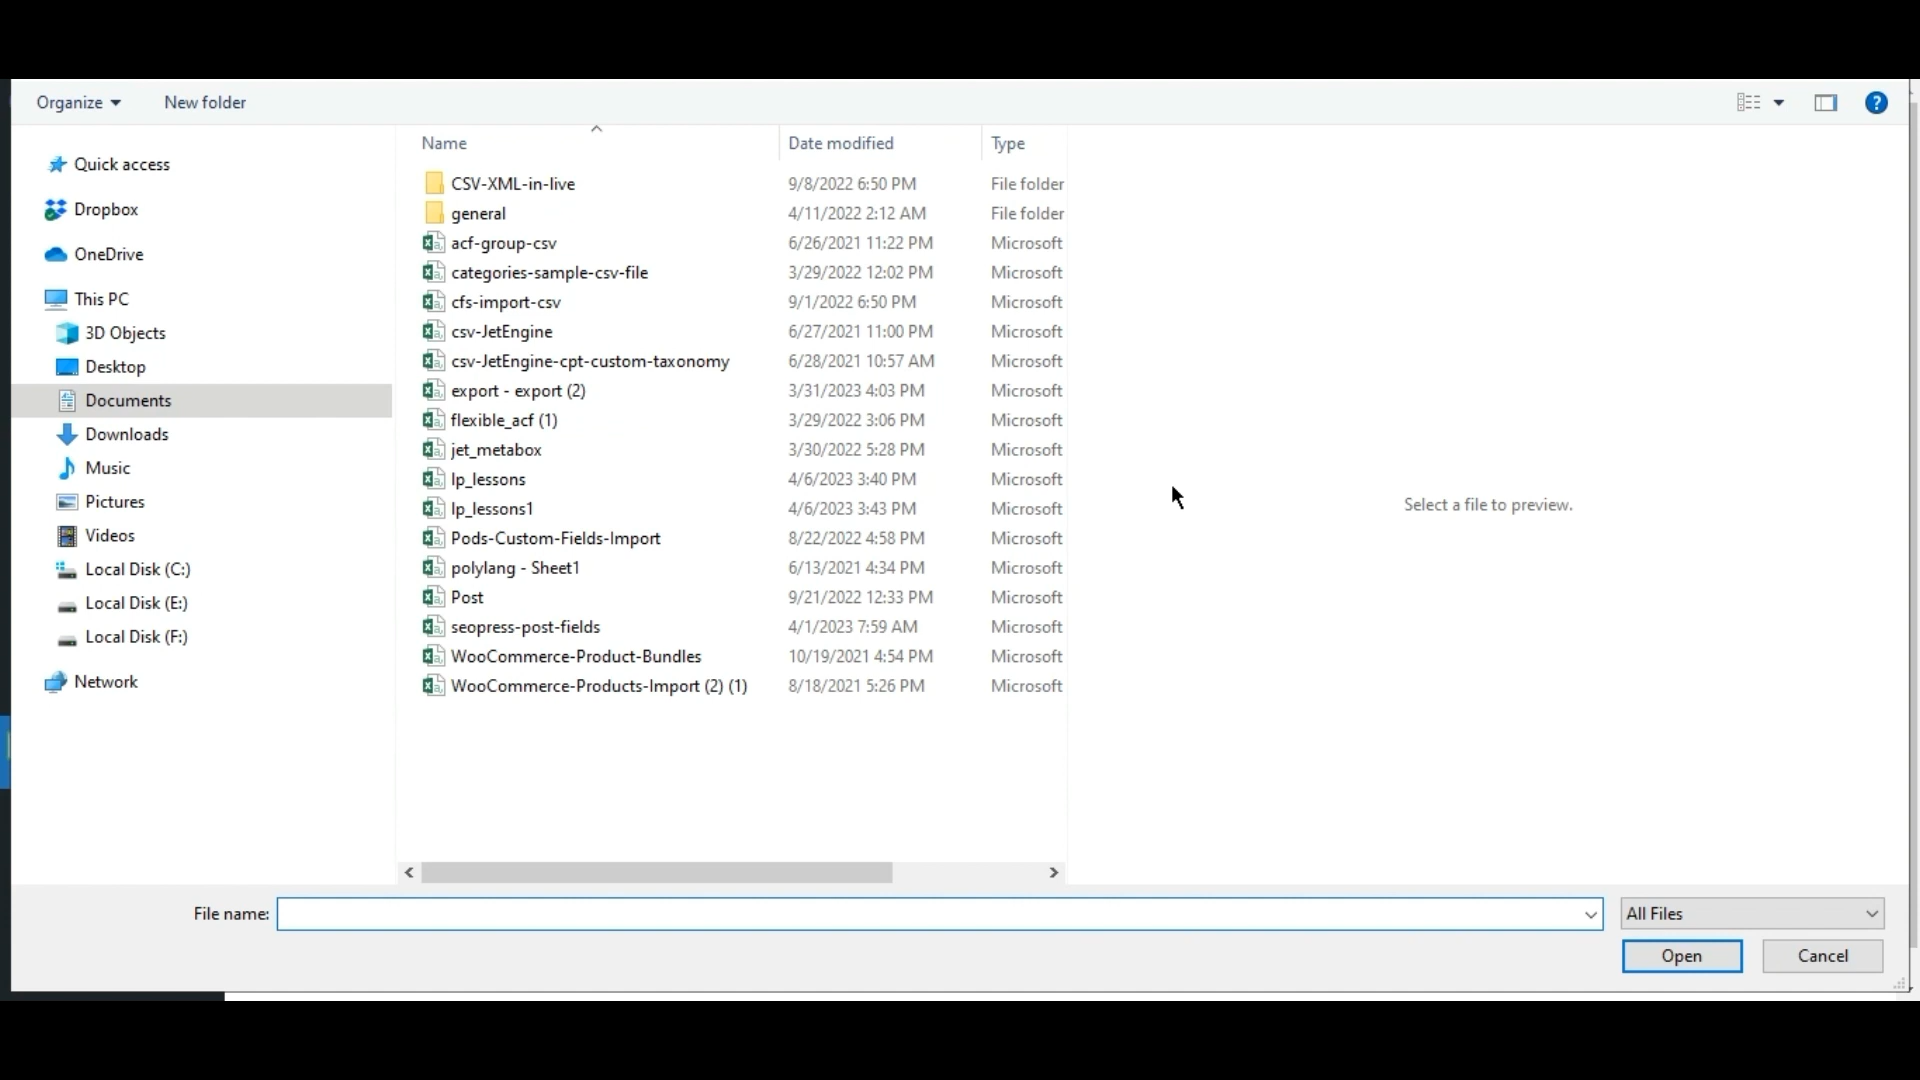 Organize New folder
Name Date modified Type
Quick access
Dropbox
OneDrive
This PC
3D Objects
Desktop
Documents
Downloads
Music
Pictures
Videos
Local Disk (C:)
Local Disk (E:)
Local Disk (F:)
Network
CSV-XML-in-live 9/8/2022 6:50 PM File folder
general 4/11/2022 2:12 AM File folder
acf-group-csv 6/26/2021 11:22 PM Microsoft
categories-sample-csv-file 3/29/2022 12:02 PM Microsoft
cfs-import-csv 9/1/2022 6:50 PM Microsoft
csv-JetEngine 6/27/2021 11:00 PM Microsoft
csv-JetEngine-cpt-custom-taxonomy 6/28/2021 10:57 AM Microsoft
export - export (2) 3/31/2023 4:03 PM Microsoft
flexible_acf (1) 3/29/2022 3:06 PM Microsoft
jet_metabox 3/30/2022 5:28 PM Microsoft
lp_lessons 4/6/2023 3:40 PM Microsoft
lp_lessons1 4/6/2023 3:43 PM Microsoft
Pods-Custom-Fields-Import 8/22/2022 4:58 PM Microsoft
polylang - Sheet1 6/13/2021 4:34 PM Microsoft
Post 9/21/2022 12:33 PM Microsoft
seopress-post-fields 4/1/2023 7:59 AM Microsoft
WooCommerce-Product-Bundles 10/19/2021 4:54 PM Microsoft
WooCommerce-Products-Import (2) (1) 8/18/2021 5:26 PM Microsoft
Select a file to preview.
File name: All Files
Open Cancel